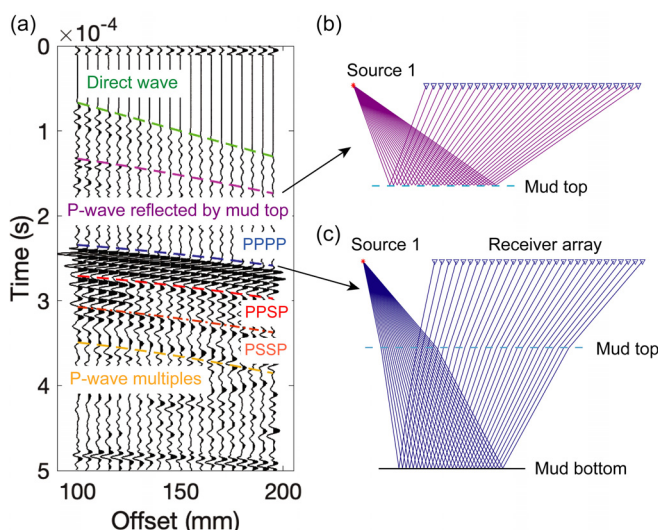 (a)
×10⁻⁴
0
1
2
3
4
5
Time (s)
100
150
200
Offset (mm)
Direct wave
P-wave reflected by mud top
PPPP
PPSP
PSSP
P-wave multiples
(b)
Source 1
Mud top
(c)
Source 1
Receiver array
Mud top
Mud bottom